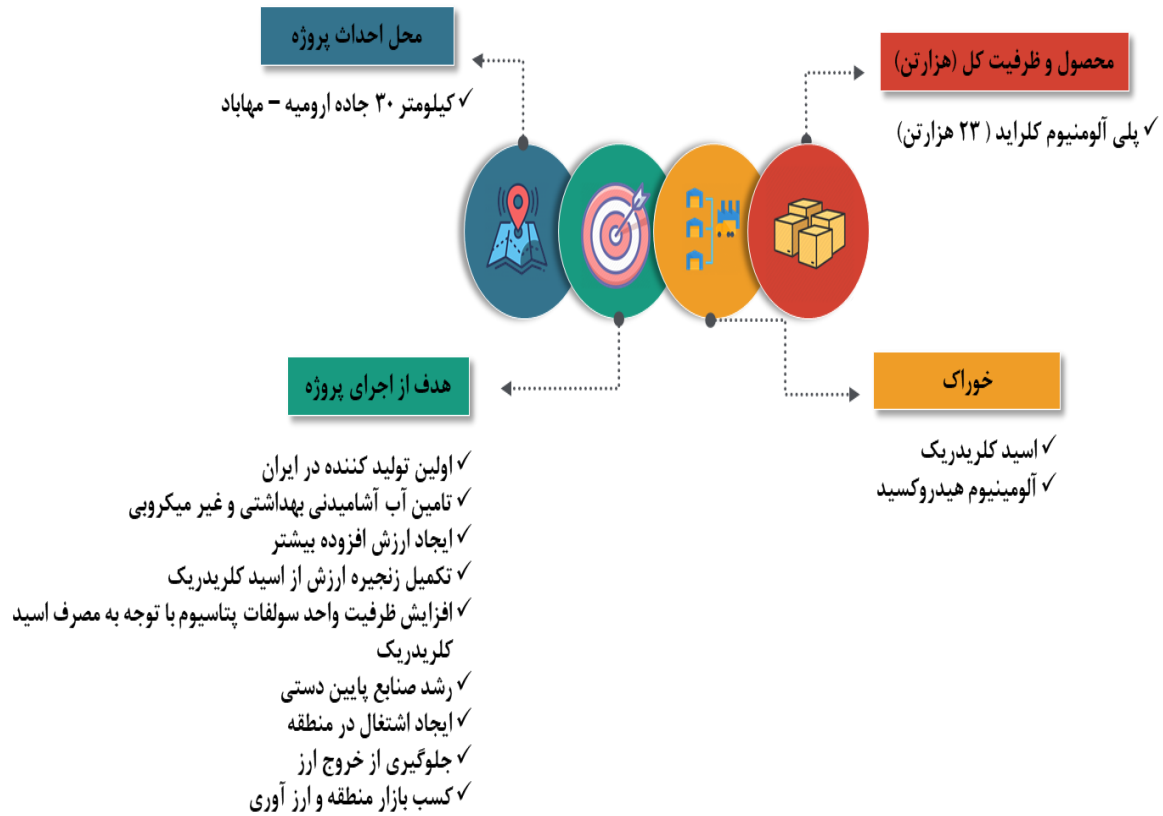 محصول و ظرفیت کل (هزارتن)
✓ پلی آلومنیوم کلراید ( ۲۳ هزارتن)
محل احداث پروژه
✓ کیلومتر ۳۰ جاده ارومیه – مهاباد
خوراک
✓ اسید کلریدریک
✓ آلومینیوم هیدروکسید
هدف از اجرای پروژه
✓ اولین تولید کننده در ایران
✓ تامین آب آشامیدنی بهداشتی و غیر میکروبی
✓ ایجاد ارزش افزوده بیشتر
✓ تکمیل زنجیره ارزش از اسید کلریدریک
✓ افزایش ظرفیت واحد سولفات پتاسیوم با توجه به مصرف اسید
کلریدریک
✓ رشد صنایع پایین دستی
✓ ایجاد اشتغال در منطقه
✓ جلوگیری از خروج ارز
✓ کسب بازار منطقه و ارز آوری